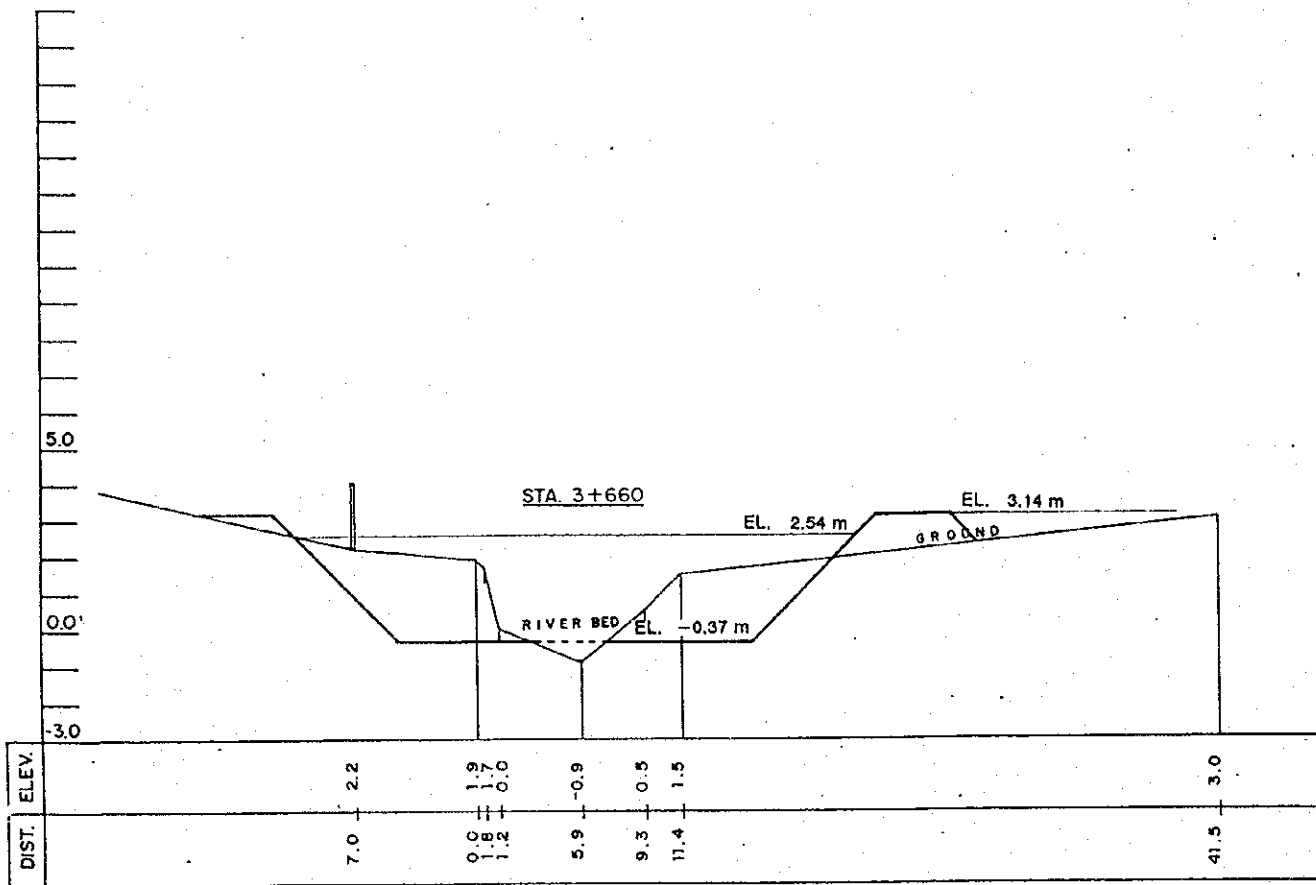 5.0
STA. 3+660
EL. 3.14 m
EL. 2.54 m
GROUND
0.0
RIVER BED
EL. -0.37 m
-3.0
ELEV. 2.2 1.9 1.7 0.0 -0.9 0.5 1.5 3.0
DIST. 7.0 0.0 1.8 1.2 5.9 9.3 11.4 41.5